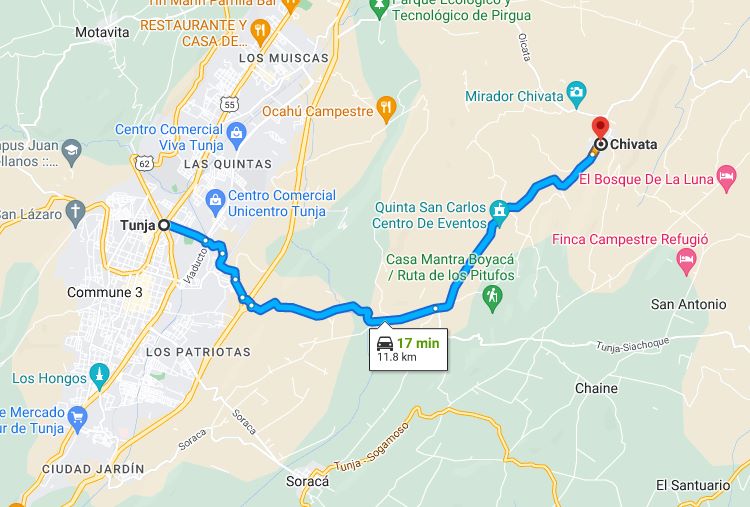 Tin Mann Parrilla Bar
Parque Ecológico y
Tecnológico de Pirgua
RESTAURANTE Y
CASA DE...
Motavita
LOS MUISCAS
Oicata
Mirador Chivata
55
Ocahú Campestre
Centro Comercial
Viva Tunja
Chivata
pus Juan
ellanos ::...
62
LAS QUINTAS
El Bosque De La Luna
Centro Comercial
Unicentro Tunja
San Lázaro
Quinta San Carlos
Centro De Eventos
Tunja
Viaducto
Finca Campestre Refugió
Casa Mantra Boyacá
/ Ruta de los Pitufos
Commune 3
San Antonio
17 min
11.8 km
Tunja-Siachoque
LOS PATRIOTAS
Los Hongos
Chaine
e Mercado
ur de Tunja
Soraca
Soraca
Tunja - Sogamoso
CIUDAD JARDÍN
Soracá
El Santuario